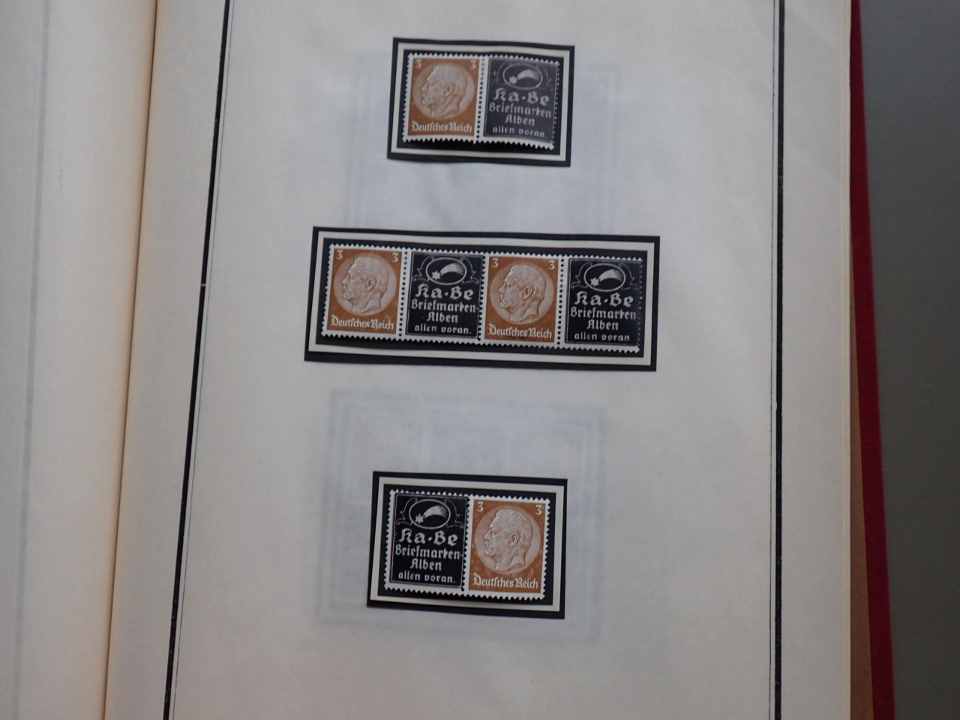 3 3
Deutsches Reich
Ka-Be
Briefmarken
Alben
allen voran.
3 3
Deutsches Reich
Ka-Be
Briefmarken
Alben
allen voran.
3 3
Deutsches Reich
Ka-Be
Briefmarken
Alben
allen voran.
Ka-Be
Briefmarken
Alben
allen voran.
3 3
Deutsches Reich